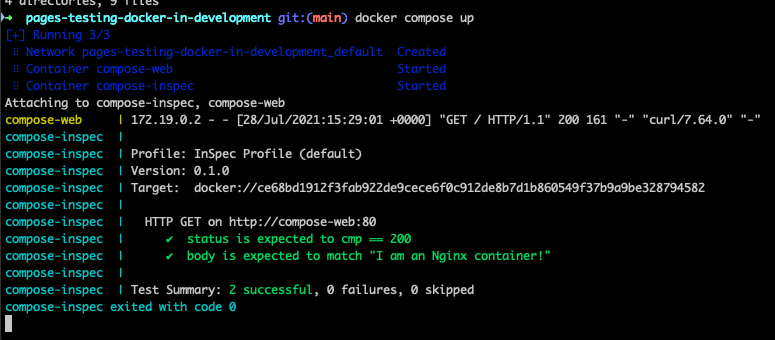 4 directories, 9 files
➜ pages-testing-docker-in-development git:(main) docker compose up
[+] Running 3/3
⠿ Network pages-testing-docker-in-development_default Created
⠿ Container compose-web Started
⠿ Container compose-inspec Started
Attaching to compose-inspec, compose-web
compose-web | 172.19.0.2 - - [28/Jul/2021:15:29:01 +0000] "GET / HTTP/1.1" 200 161 "-" "curl/7.64.0" "-"
compose-inspec |
compose-inspec | Profile: InSpec Profile (default)
compose-inspec | Version: 0.1.0
compose-inspec | Target: docker://ce68bd1912f3fab922de9cece6f0c912de8b7d1b860549f37b9a9be328794582
compose-inspec |
compose-inspec | HTTP GET on http://compose-web:80
compose-inspec | ✔ status is expected to cmp == 200
compose-inspec | ✔ body is expected to match "I am an Nginx container!"
compose-inspec |
compose-inspec | Test Summary: 2 successful, 0 failures, 0 skipped
compose-inspec exited with code 0